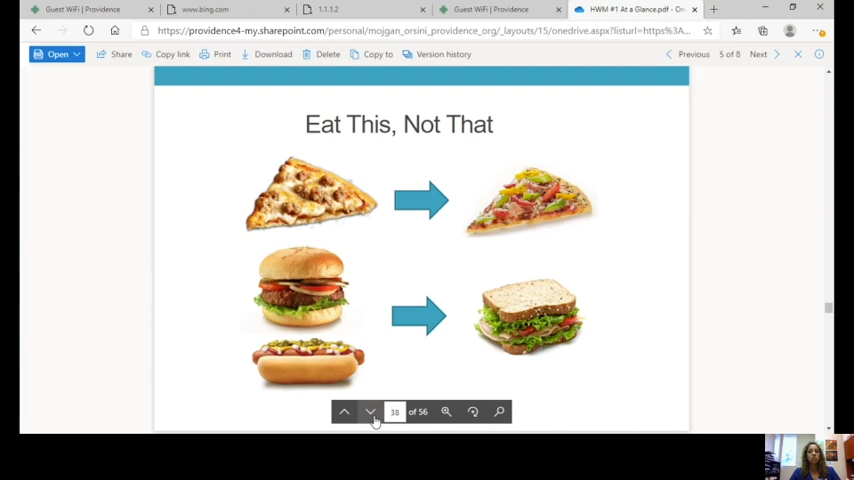 Guest WiFi | Providence
www.bing.com
1.1.1.2
Guest WiFi | Providence
HWM #1 At a Glance.pdf - On
https://providence4-my.sharepoint.com/personal/mojgan_orsini_providence_org/_layouts/15/onedrive.aspx?listurl=https%3A...
Open
Share
Copy link
Print
Download
Delete
Copy to
Version history
Previous
5 of 8
Next
Eat This, Not That
38 of 56